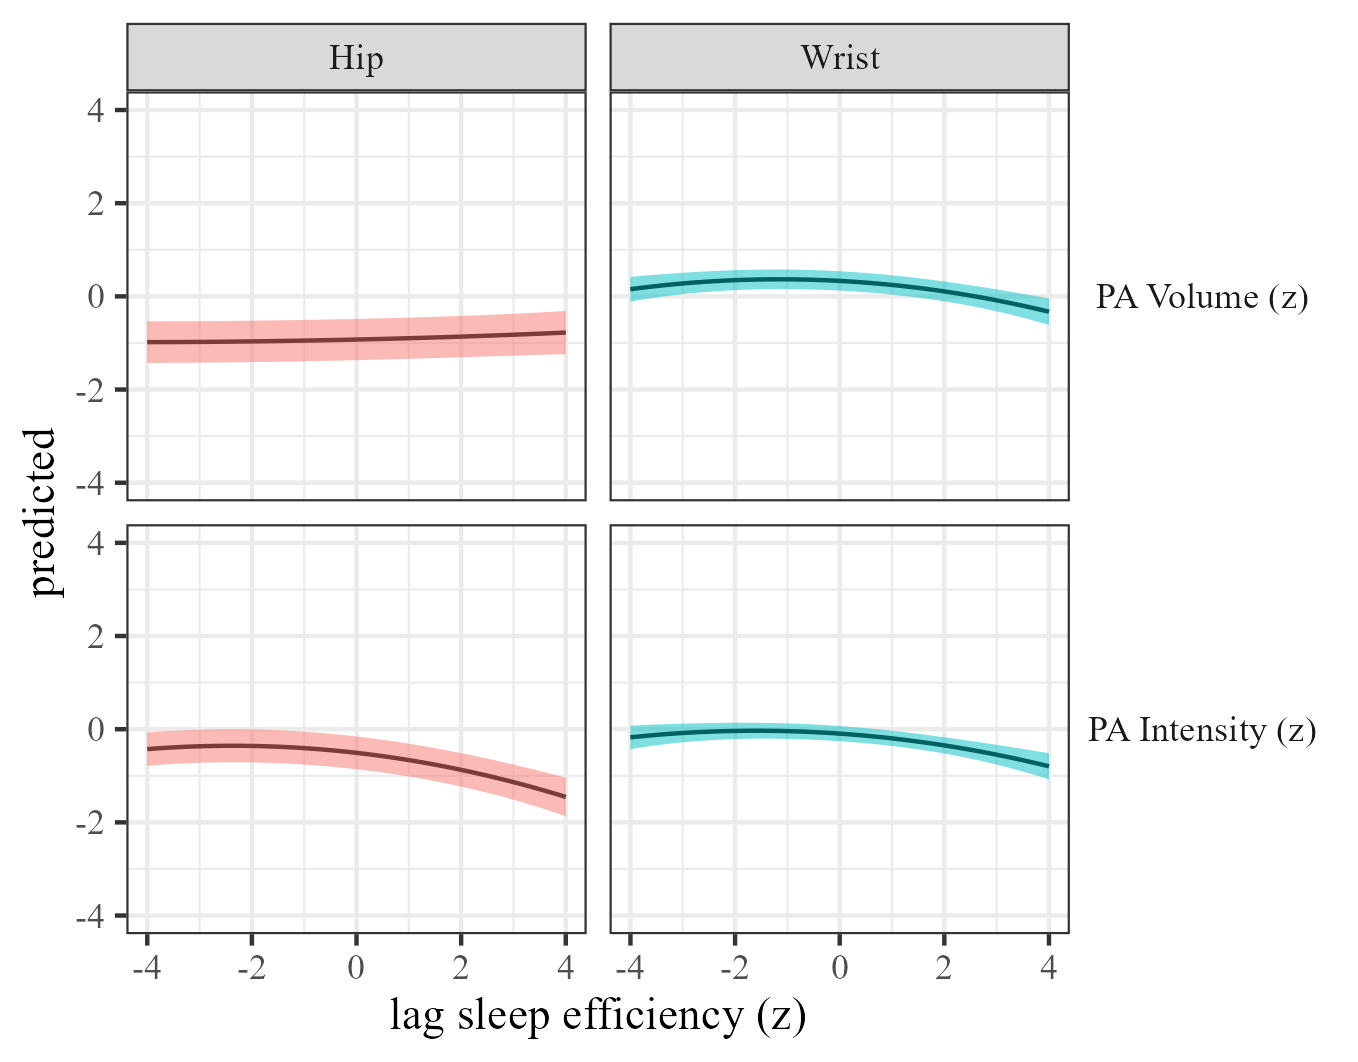 Hip
Wrist
4
2
0
-2
-4
PA Volume (z)
predicted
4
2
0
-2
-4
PA Intensity (z)
-4 -2 0 2 4
-4 -2 0 2 4
lag sleep efficiency (z)